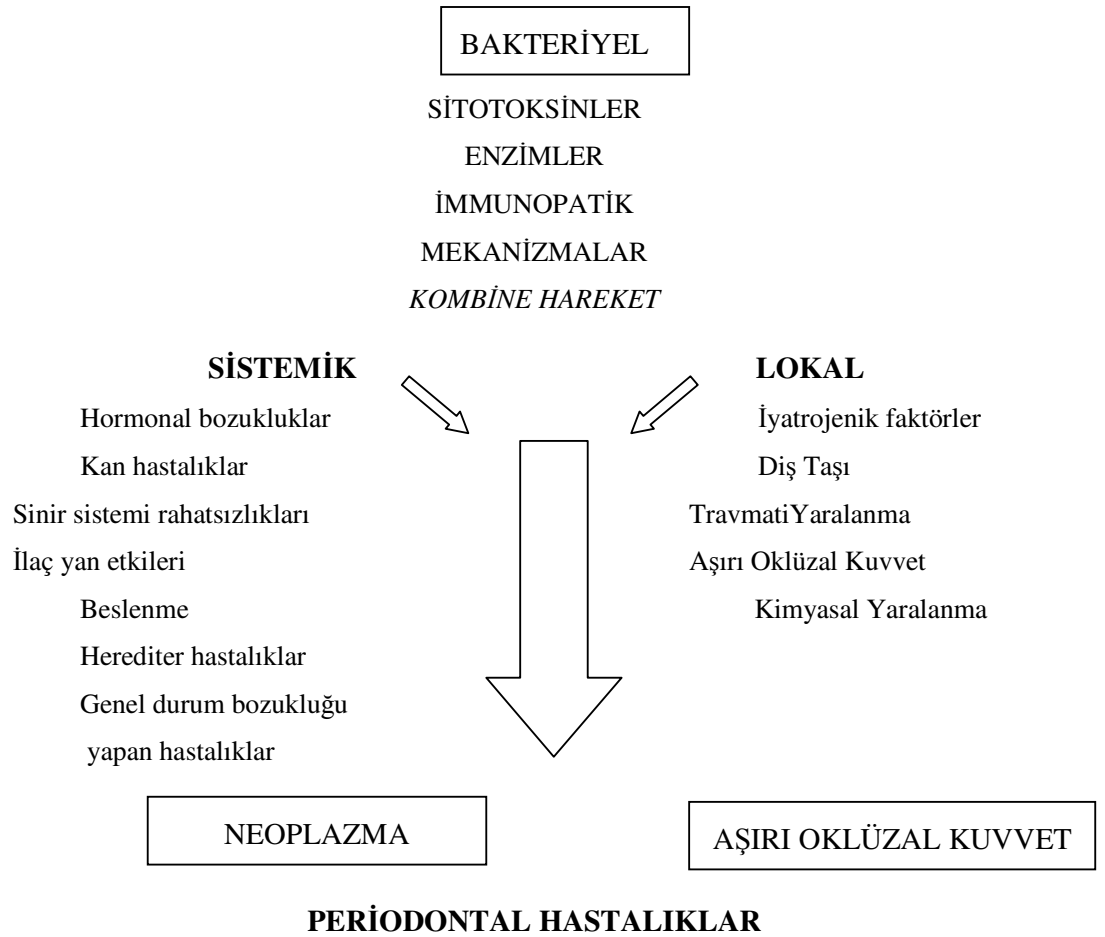 BAKTERİYEL
SİTOTOKSİNLER
ENZİMLER
İMMUNOPATİK
MEKANİZMALAR
KOMBİNE HAREKET
SİSTEMİK
Hormonal bozukluklar
Kan hastalıklar
Sinir sistemi rahatsızlıkları
İlaç yan etkileri
Beslenme
Herediter hastalıklar
Genel durum bozukluğu
yapan hastalıklar
LOKAL
İyatrojenik faktörler
Diş Taşı
TravmatiYaralanma
Aşırı Oklüzal Kuvvet
Kimyasal Yaralanma
NEOPLAZMA
AŞIRI OKLÜZAL KUVVET
PERİODONTAL HASTALIKLAR